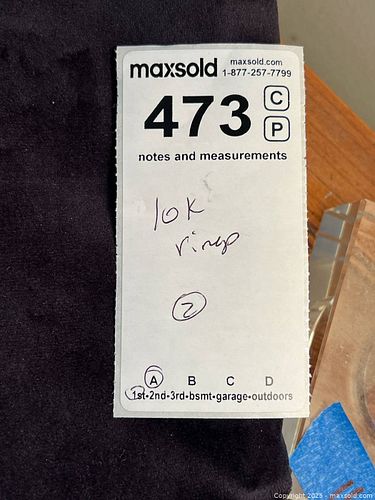 maxsold maxsold.com
1-877-257-7799
473 C
P
notes and measurements
10K
rings
2
A B C D
1st-2nd-3rd-bsmt-garage-outdoors
Copyright 2023 - maxsold.com